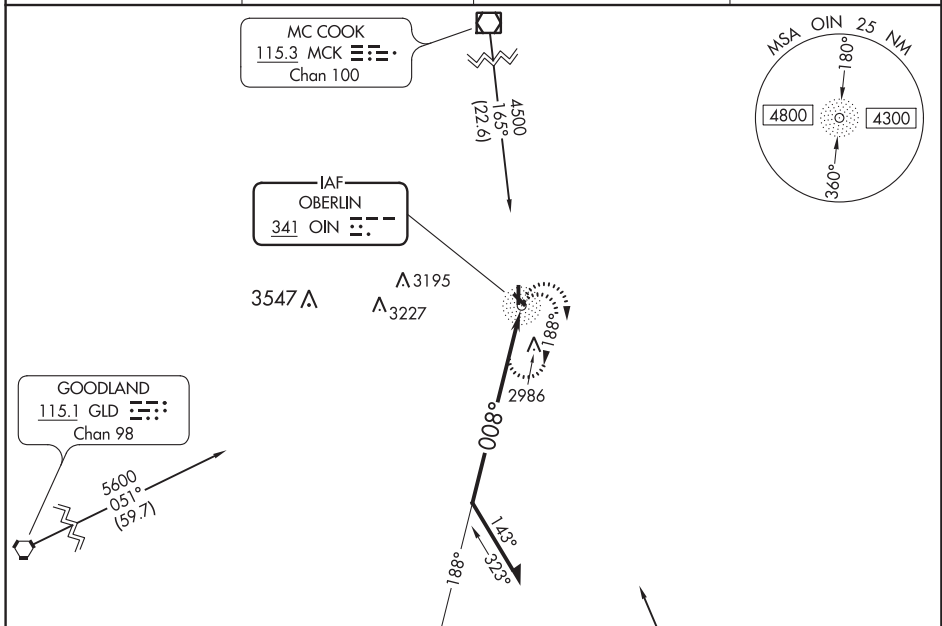 MC COOK
115.3 MCK
Chan 100
4500
165°
(22.6)
MSA OIN 25 NM
180°
4800
4300
360°
IAF
OBERLIN
341 OIN
3195
3547
3227
188°
2986
GOODLAND
115.1 GLD
Chan 98
5600
051°
(59.7)
008°
143°
323°
188°